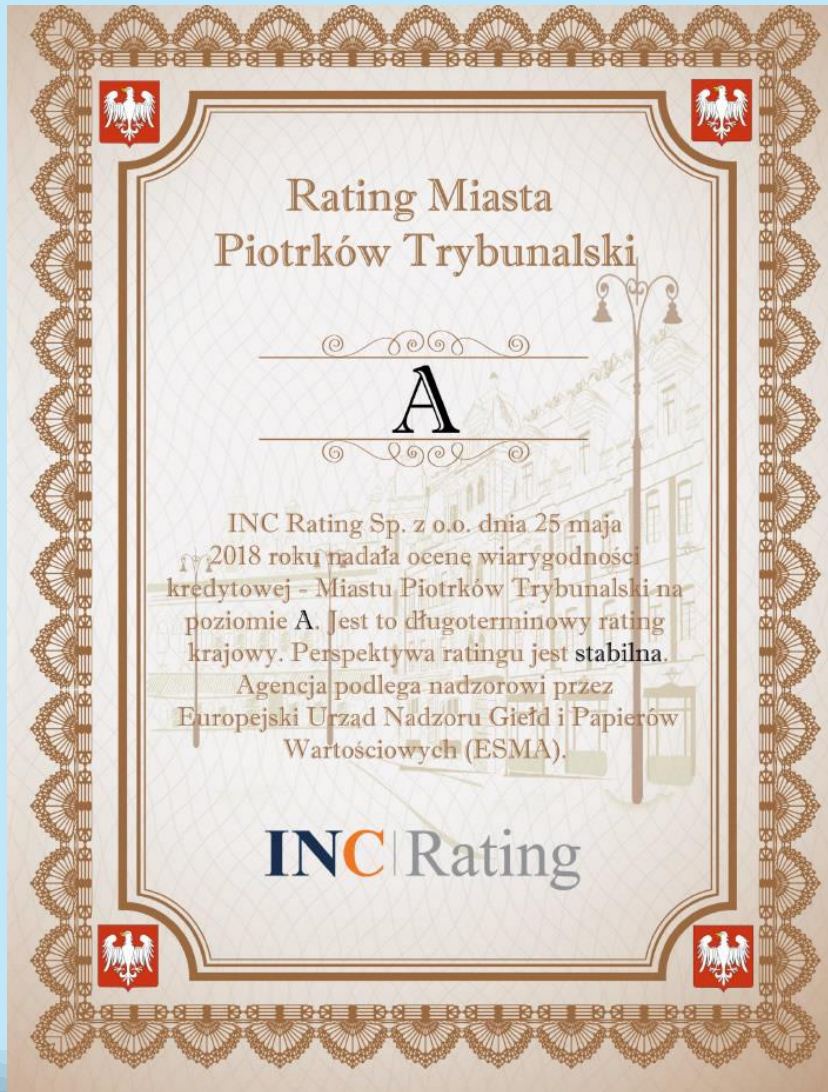 Rating Miasta
Piotrków Trybunalski
A
INC Rating Sp. z o.o. dnia 25 maja
2018 roku nadała ocenę wiarygodności
kredytowej - Miastu Piotrków Trybunalski na
poziomie A. Jest to długoterminowy rating
krajowy. Perspektywa ratingu jest stabilna.
Agencja podlega nadzorowi przez
Europejski Urząd Nadzoru Giełd i Papierów
Wartościowych (ESMA).
INC|Rating